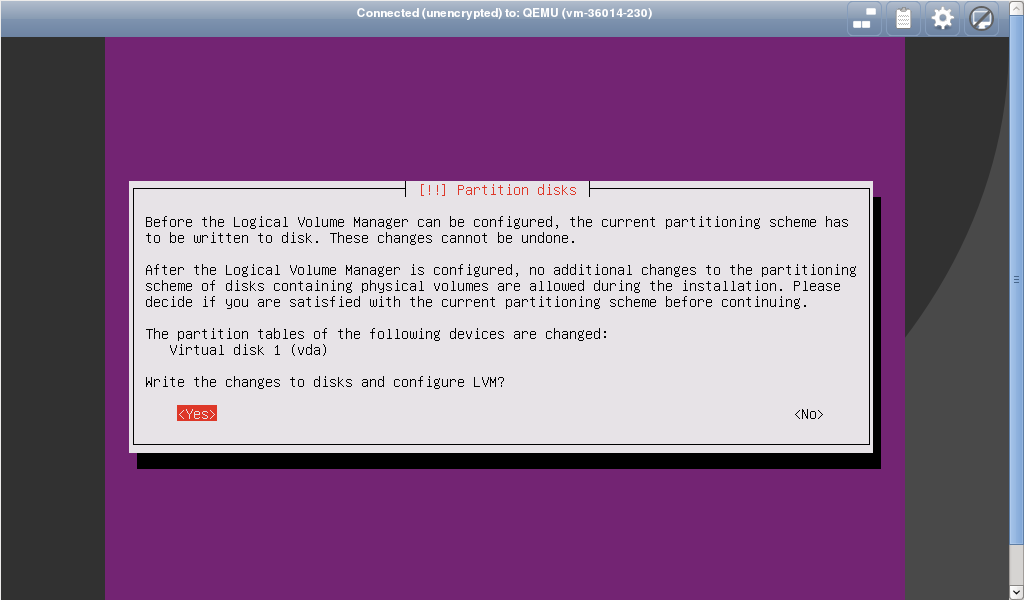 Connected (unencrypted) to: QEMU (vm-36014-230)
[!!] Partition disks
Before the Logical Volume Manager can be configured, the current partitioning scheme has
to be written to disk. These changes cannot be undone.
After the Logical Volume Manager is configured, no additional changes to the partitioning
scheme of disks containing physical volumes are allowed during the installation. Please
decide if you are satisfied with the current partitioning scheme before continuing.
The partition tables of the following devices are changed:
Virtual disk 1 (vda)
Write the changes to disks and configure LVM?
<Yes> <No>